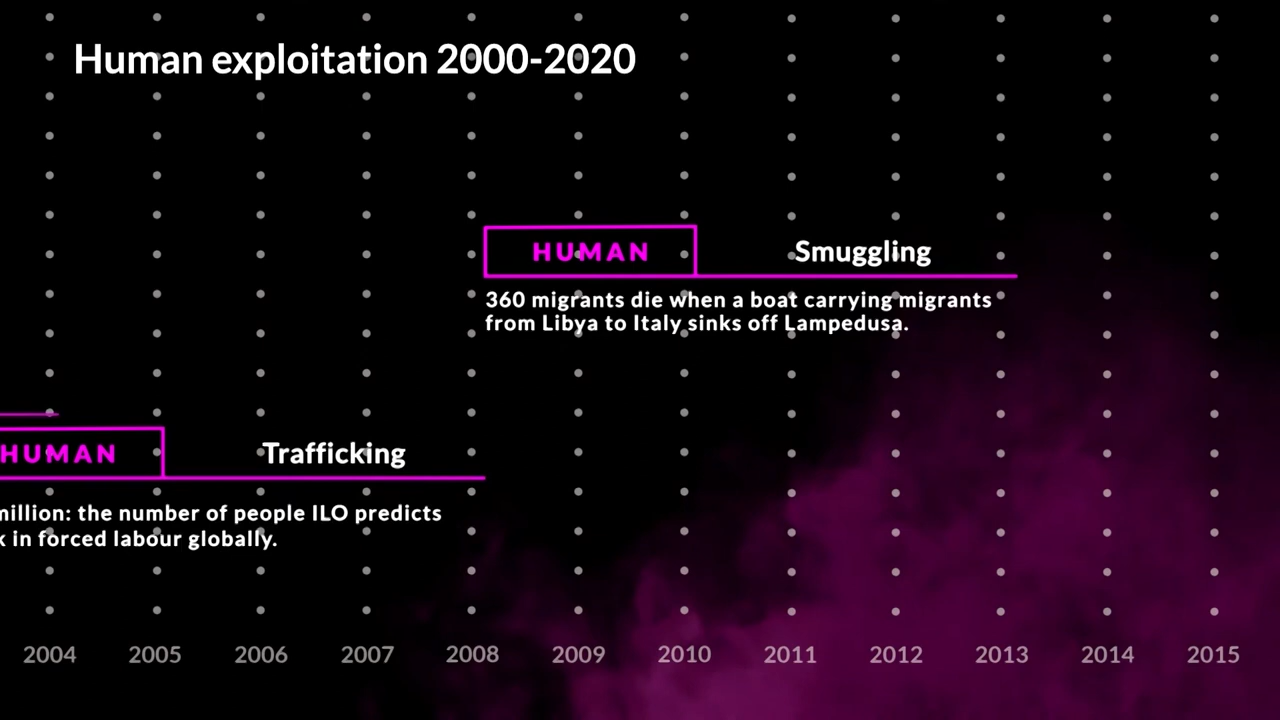 Human exploitation 2000-2020
HUMAN Smuggling
360 migrants die when a boat carrying migrants
from Libya to Italy sinks off Lampedusa.
HUMAN Trafficking
million: the number of people ILO predicts
in forced labour globally.
2004 2005 2006 2007 2008 2009 2010 2011 2012 2013 2014 2015